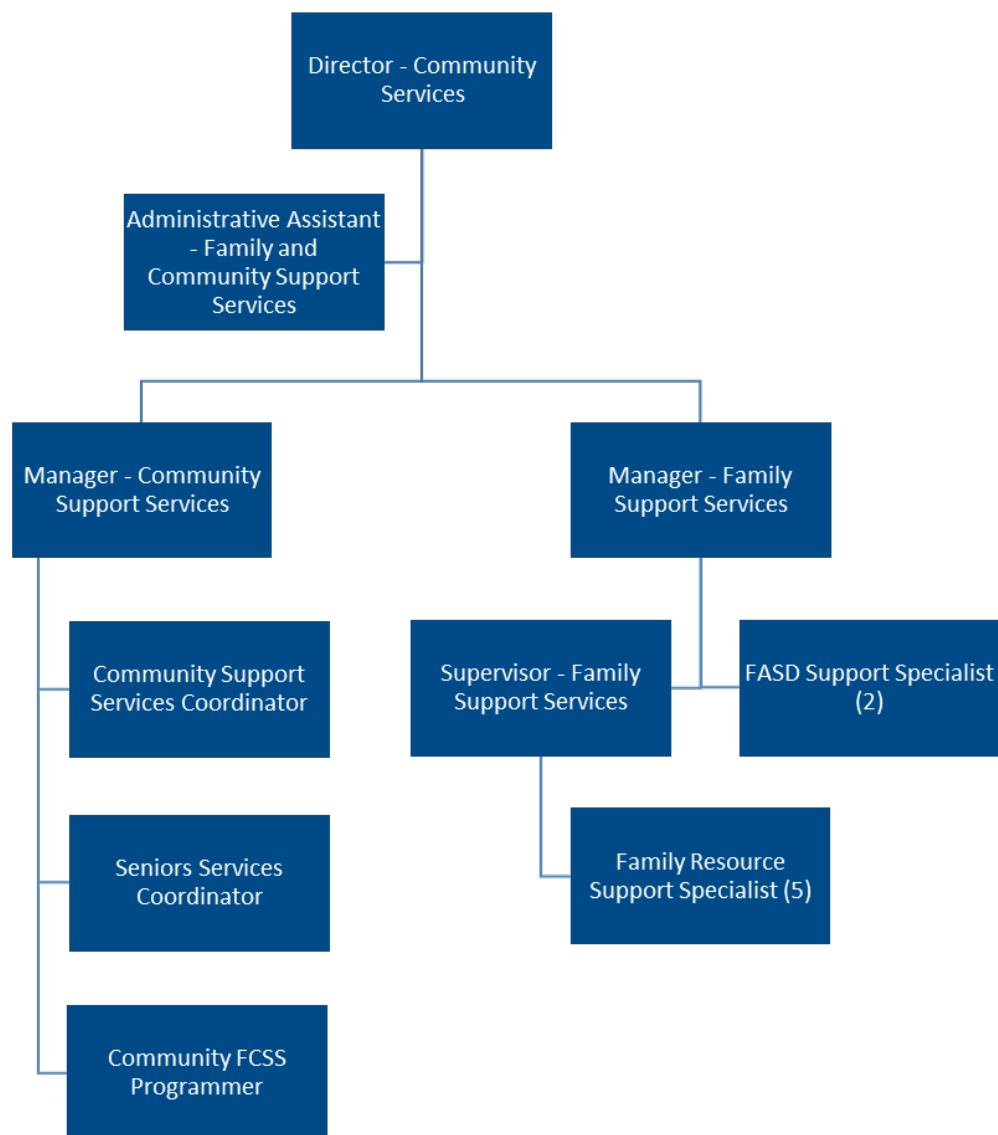 Director - Community
Services
Administrative Assistant
- Family and
Community Support
Services
Manager - Community
Support Services
Manager - Family
Support Services
Community Support
Services Coordinator
Supervisor - Family
Support Services
FASD Support Specialist
(2)
Seniors Services
Coordinator
Family Resource
Support Specialist (5)
Community FCSS
Programmer